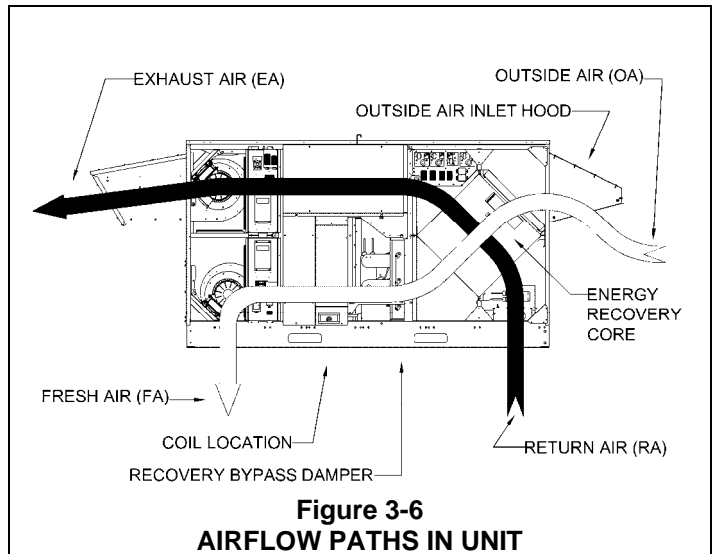 EXHAUST AIR (EA)
OUTSIDE AIR (OA)
OUTSIDE AIR INLET HOOD
ENERGY
RECOVERY
CORE
FRESH AIR (FA)
COIL LOCATION
RETURN AIR (RA)
RECOVERY BYPASS DAMPER
Figure 3-6
AIRFLOW PATHS IN UNIT